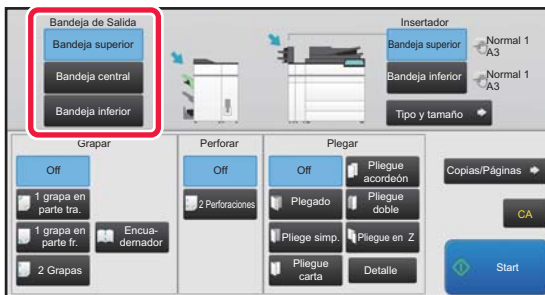 Bandeja de Salida
Bandeja superior
Bandeja central
Bandeja inferior
Insertador
Bandeja superior
Normal 1
A3
Bandeja inferior
Normal 1
A3
Tipo y tamaño
Grapar
Off
1 grapa en
parte tra.
1 grapa en
parte fr.
Encua-
dernador
2 Grapas
Perforar
Off
2 Perforaciones
Plegar
Off
Pliegue
acordeón
Plegado
Pliegue
doble
Pliege simp.
Pliegue en Z
Pliegue
carta
Detalle
Copias/Páginas
CA
Start